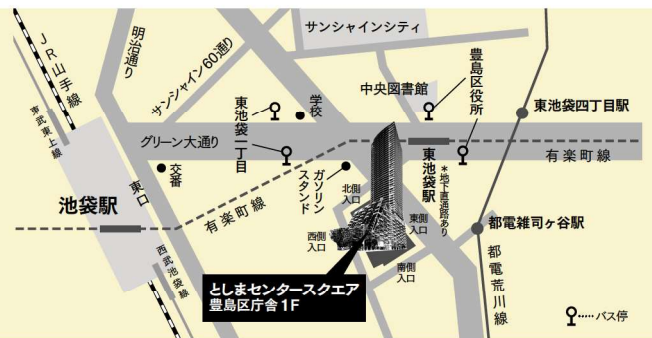 JR山手線
明治通り
サンシャイン60通り
サンシャインシティ
中央図書館
豊島区役所
東池袋四丁目駅
東武東上線
東池袋一丁目
学校
グリーン大通り
交番
ガソリン
スタンド
東池袋駅
*地下直通路あり
有楽町線
池袋駅
東口
有楽町線
北側
入口
西側
入口
東側
入口
南側
入口
都電雑司ヶ谷駅
都電荒川線
西武池袋線
としまセンタースクエア
豊島区庁舎1F
……バス停